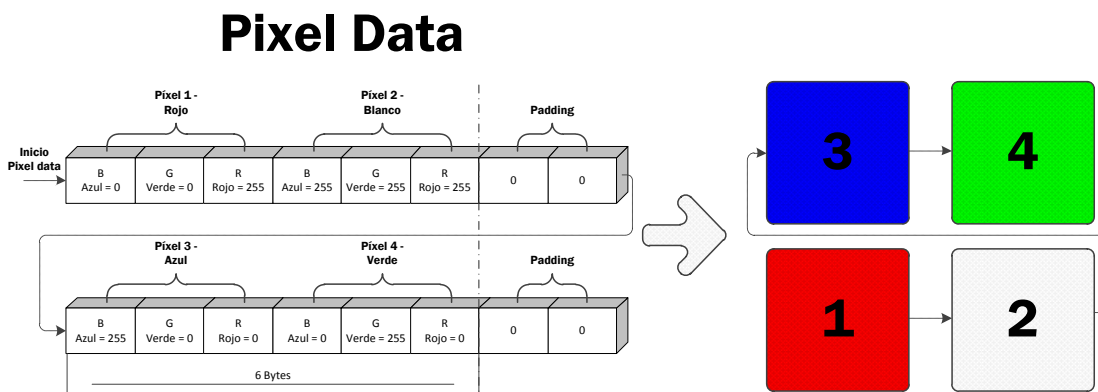 Pixel Data
Píxel 1 -
Rojo
Píxel 2 -
Blanco
Padding
Inicio
Pixel data
B
Azul = 0
G
Verde = 0
R
Rojo = 255
B
Azul = 255
G
Verde = 255
R
Rojo = 255
0
0
Píxel 3 -
Azul
Píxel 4 -
Verde
Padding
B
Azul = 255
G
Verde = 0
R
Rojo = 0
B
Azul = 0
G
Verde = 255
R
Rojo = 0
0
0
6 Bytes
3
4
1
2